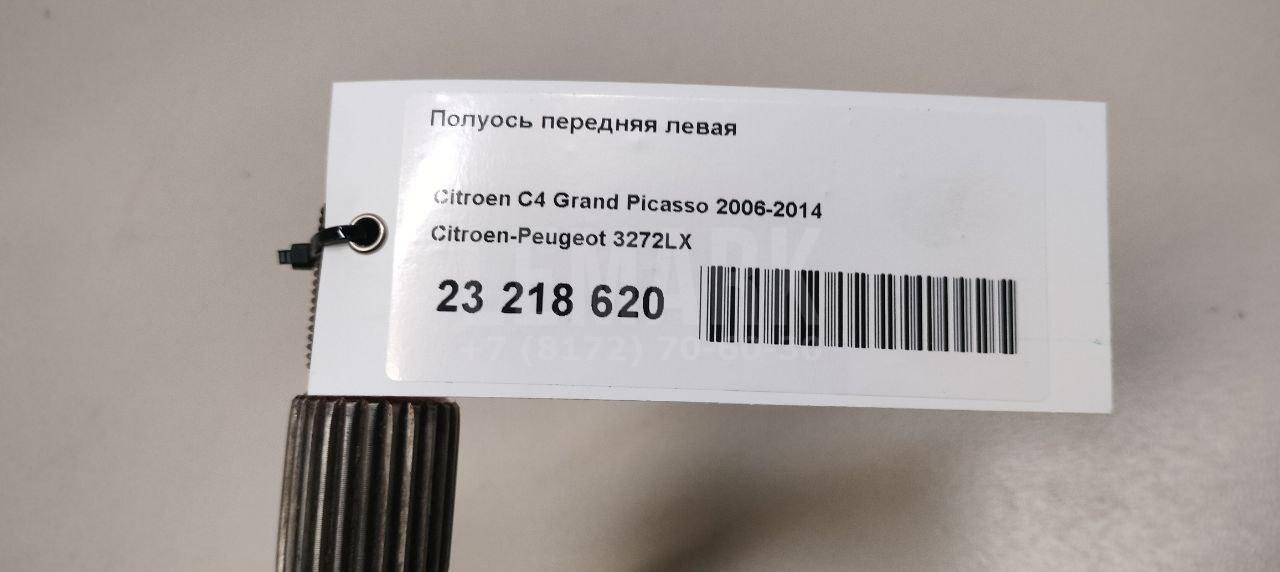 Полуось передняя левая
Citroen C4 Grand Picasso 2006-2014
Citroen-Peugeot 3272LX
23 218 620